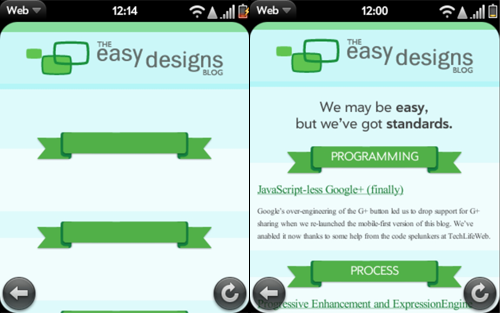 Web
12:14
THE
easy designs
BLOG
Web
12:00
THE
easy designs
BLOG
We may be easy,
but we've got standards.
PROGRAMMING
JavaScript-less Google+ (finally)
Google's over-engineering of the G+ button led us to drop support for G+
sharing when we re-launched the mobile-first version of this blog. We've
enabled it now thanks to some help from the code spelunkers at TechLifeWeb.
PROCESS
Progressive Enhancement and ExpressionEngine